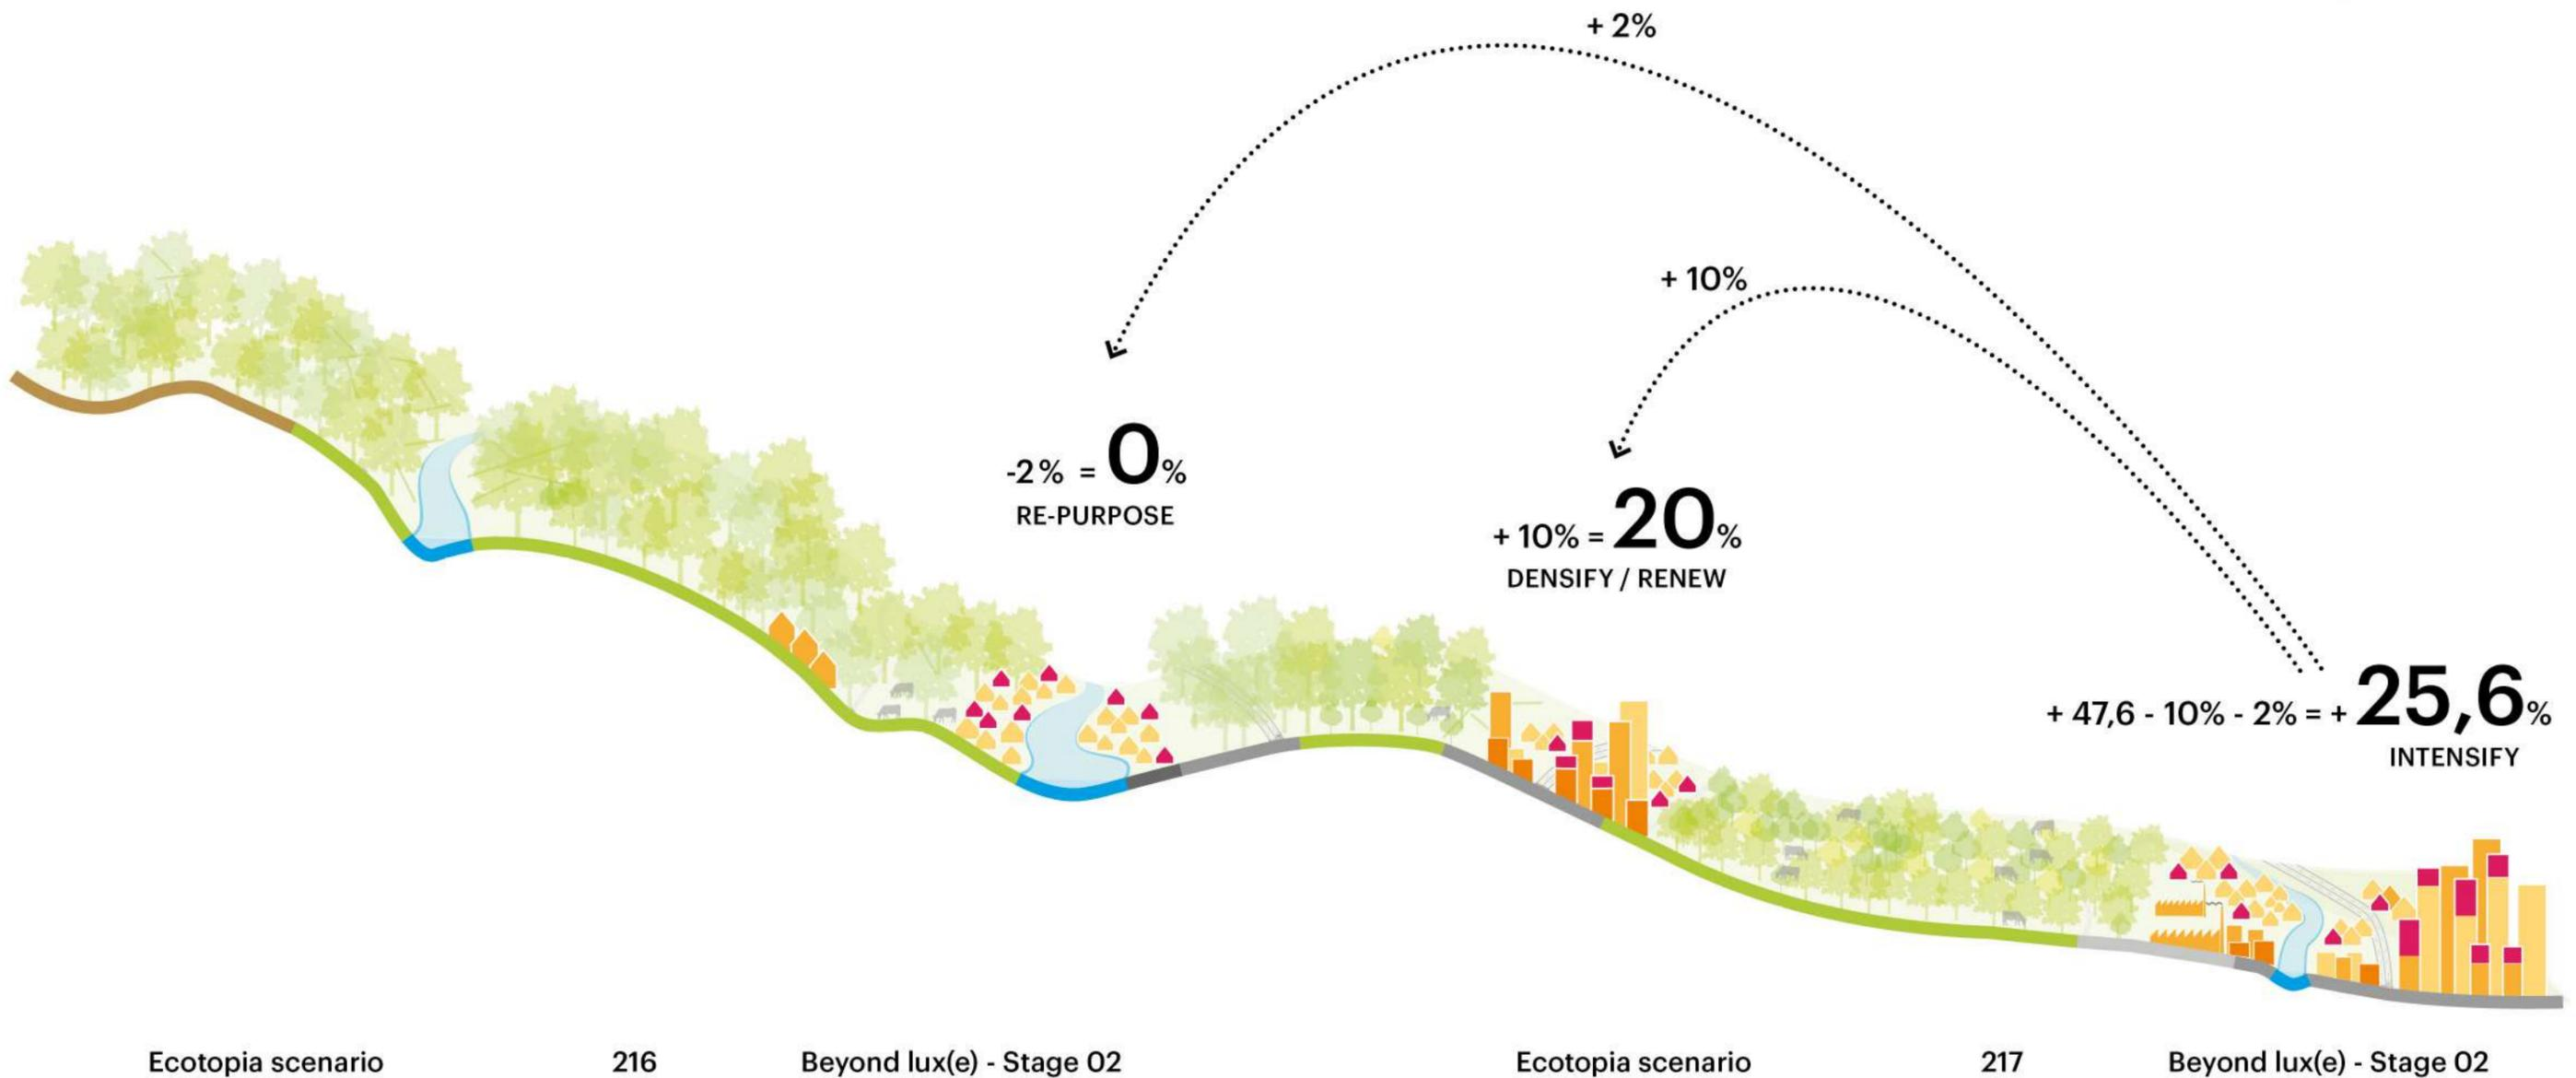 + 2%
+ 10%
-2% = 0%
RE-PURPOSE
+ 10% = 20%
DENSIFY / RENEW
+ 47,6 - 10% - 2% = + 25,6%
INTENSIFY
Ecotopia scenario 216 Beyond lux(e) - Stage 02 Ecotopia scenario 217 Beyond lux(e) - Stage 02